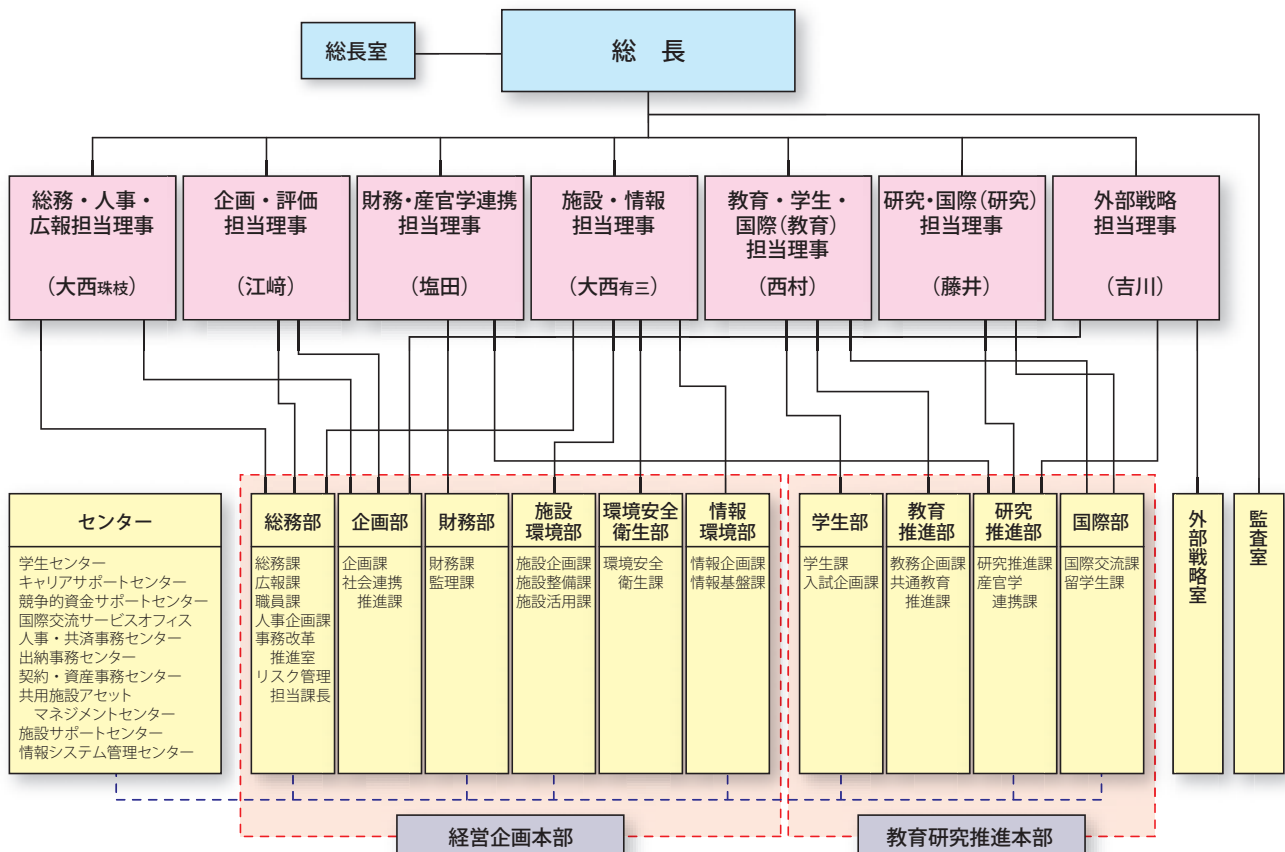 総長室
総　長
総務・人事・
広報担当理事
（大西珠枝）
企画・評価
担当理事
（江﨑）
財務・産官学連携
担当理事
（塩田）
施設・情報
担当理事
（大西有三）
教育・学生・
国際（教育）
担当理事
（西村）
研究・国際（研究）
担当理事
（藤井）
外部戦略
担当理事
（吉川）
センター
学生センター
キャリアサポートセンター
競争的資金サポートセンター
国際交流サービスオフィス
人事・共済事務センター
出納事務センター
契約・資産事務センター
共用施設アセット
マネジメントセンター
施設サポートセンター
情報システム管理センター
総務部
総務課
広報課
職員課
人事企画課
事務改革
推進室
リスク管理
担当課長
企画部
企画課
社会連携
推進課
財務部
財務課
監理課
施設
環境部
施設企画課
施設整備課
施設活用課
環境安全
衛生部
環境安全
衛生課
情報
環境部
情報企画課
情報基盤課
学生部
学生課
入試企画課
教育
推進部
教務企画課
共通教育
推進課
研究
推進部
研究推進課
産官学
連携課
国際部
国際交流課
留学生課
外部戦略室
監査室
経営企画本部
教育研究推進本部